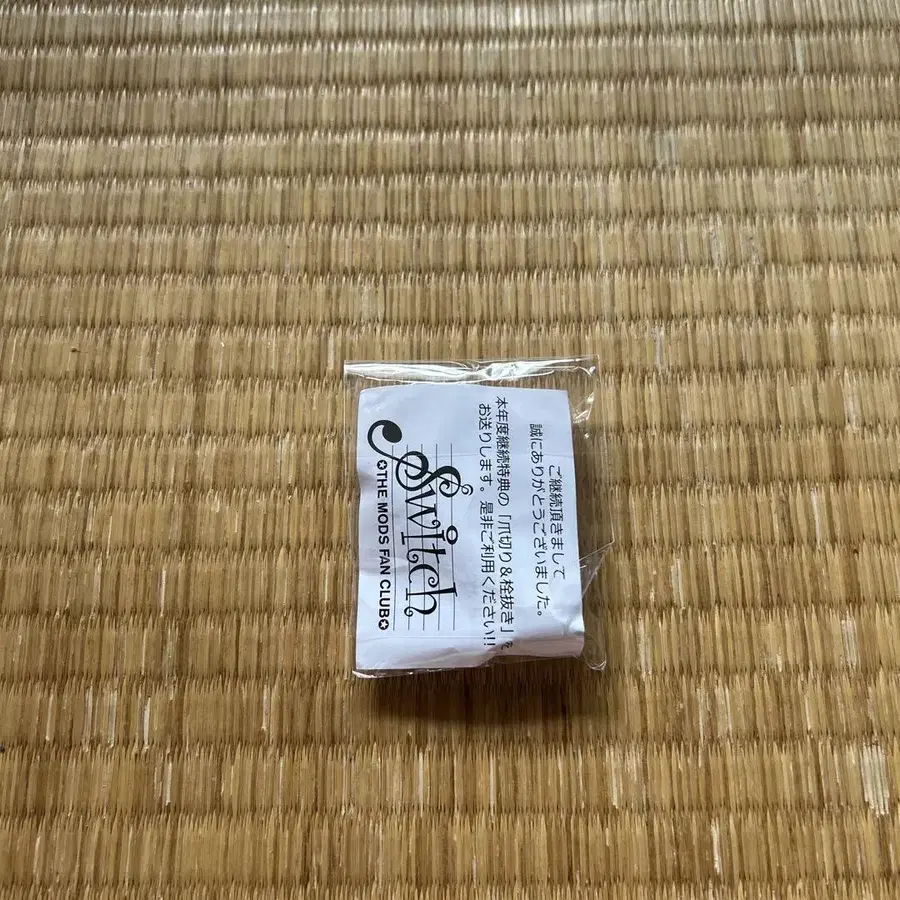 ご継続頂きまして
誠にありがとうございました。
本年度継続特典の「爪切り&栓抜き」を
お送りします。是非ご利用ください!!
Switch
✪THE MODS FAN CLUB✪